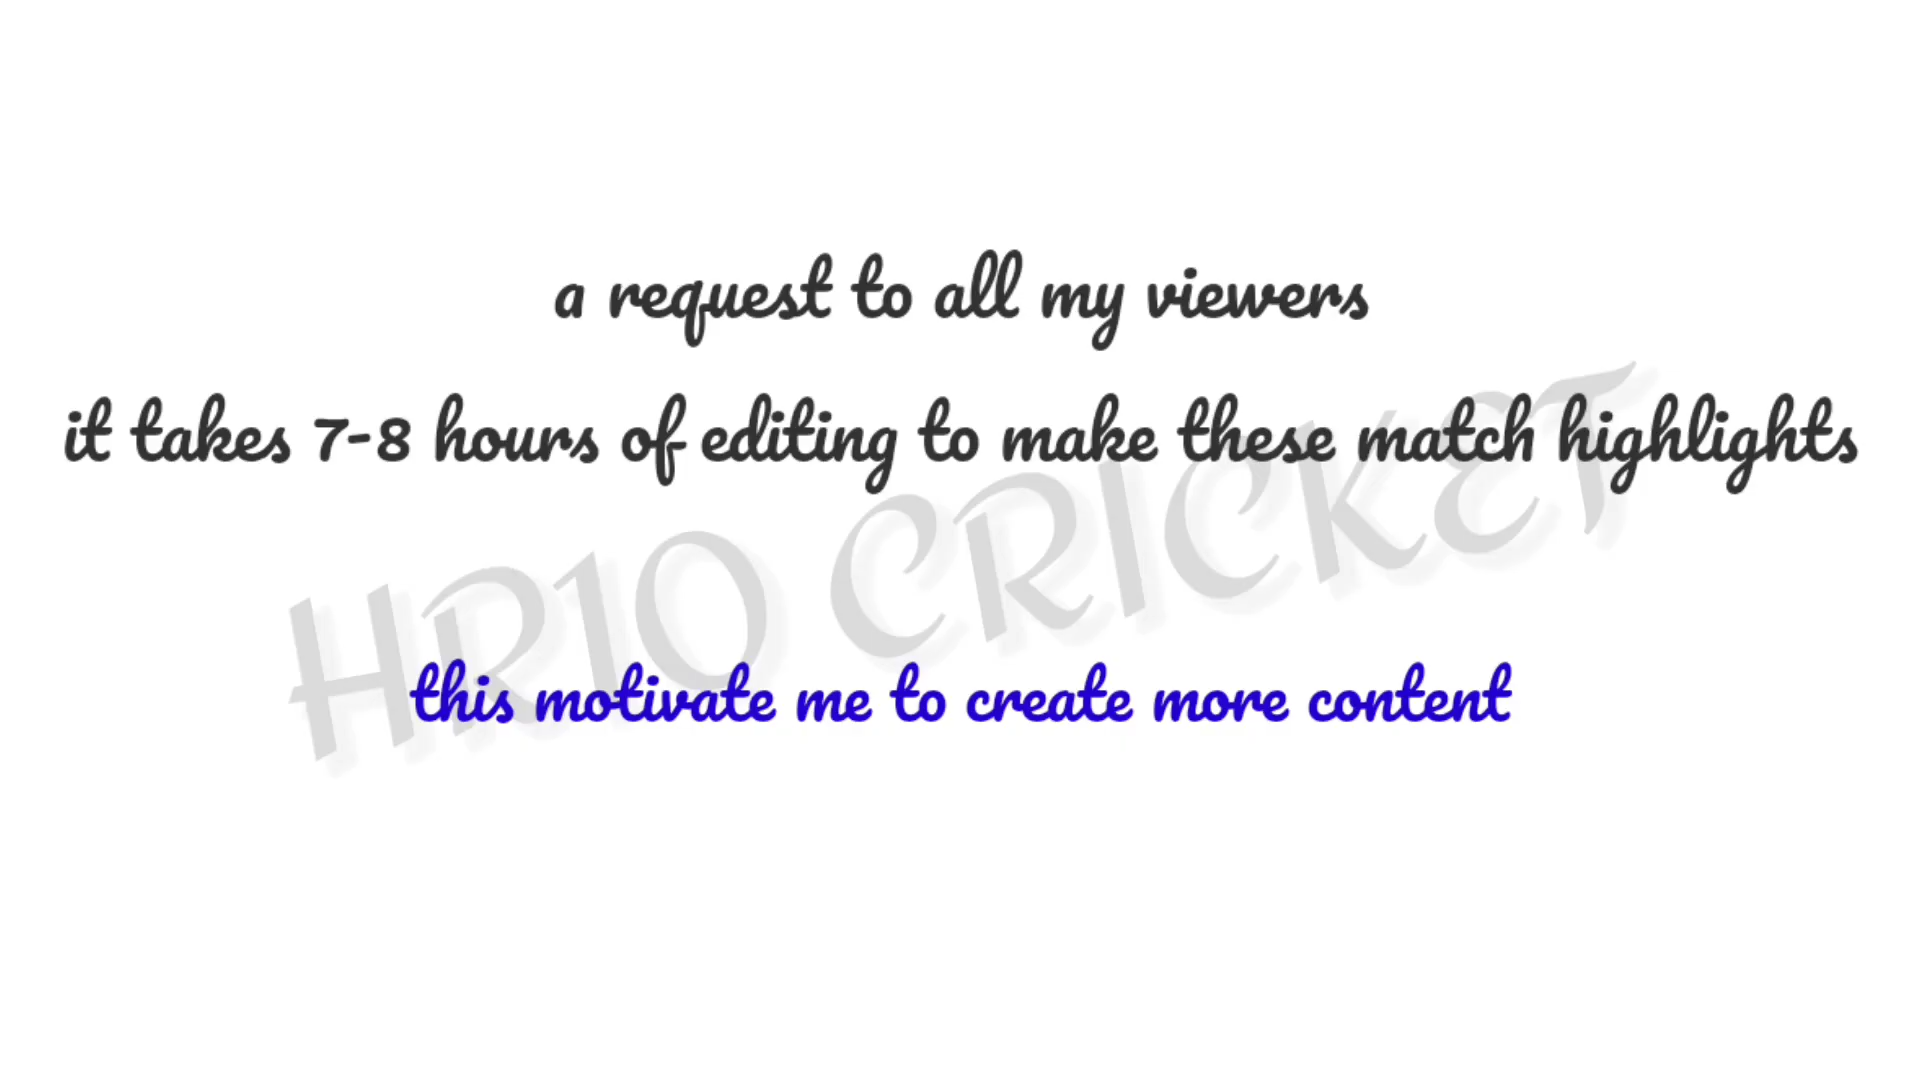 a request to all my viewers
it takes 7-8 hours of editing to make these match highlights
HR10 CRICKET
this motivate me to create more content